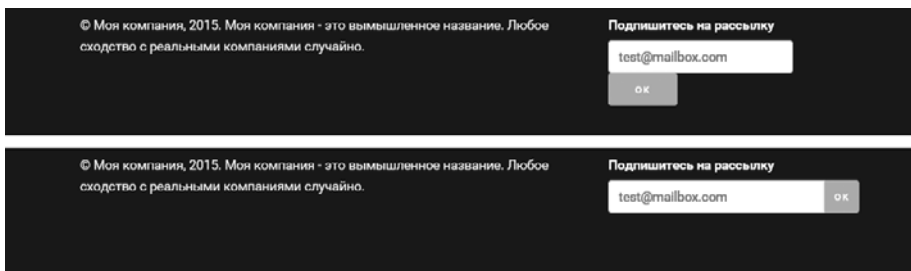 © Моя компания, 2015. Моя компания - это вымышленное название. Любое
сходство с реальными компаниями случайно.
Подпишитесь на рассылку
test@mailbox.com
ОК
© Моя компания, 2015. Моя компания - это вымышленное название. Любое
сходство с реальными компаниями случайно.
Подпишитесь на рассылку
test@mailbox.com
ОК